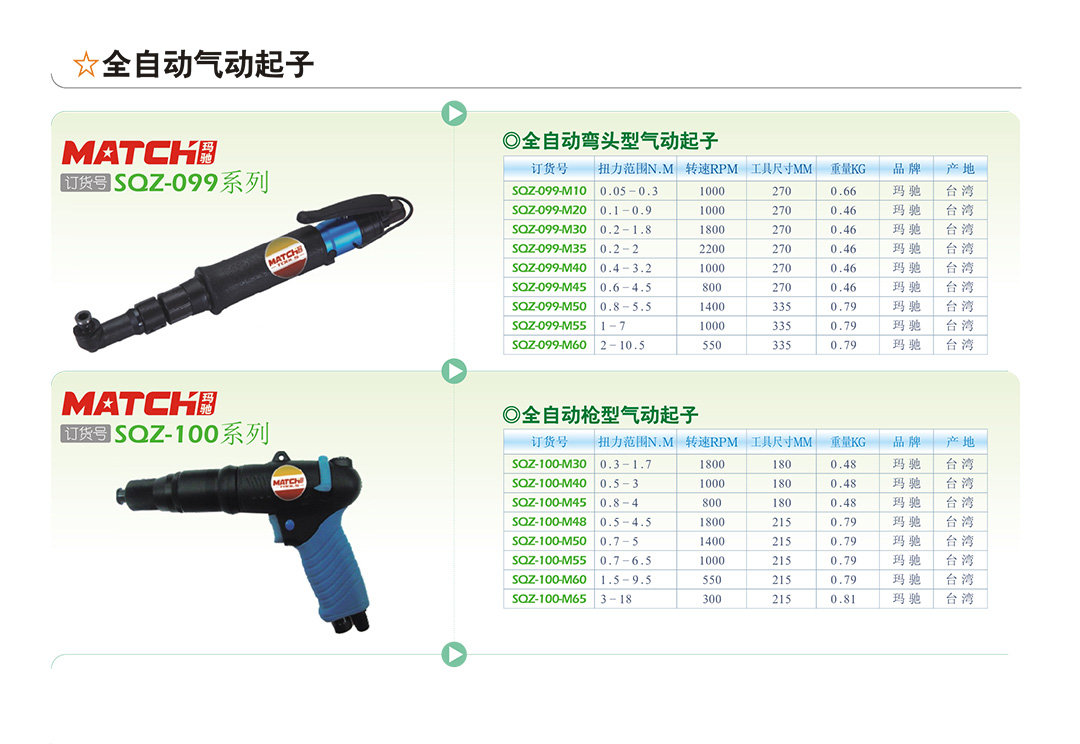 ☆全自动气动起子
MATCH 玛驰
订货号 SQZ-099系列
MATCH
◎全自动弯头型气动起子
订货号 扭力范围N.M 转速RPM 工具尺寸MM 重量KG 品牌 产地
SQZ-099-M10 0.05-0.3 1000 270 0.66 玛驰 台湾
SQZ-099-M20 0.1-0.9 1000 270 0.46 玛驰 台湾
SQZ-099-M30 0.2-1.8 1800 270 0.46 玛驰 台湾
SQZ-099-M35 0.2-2 2200 270 0.46 玛驰 台湾
SQZ-099-M40 0.4-3.2 1000 270 0.46 玛驰 台湾
SQZ-099-M45 0.6-4.5 800 270 0.46 玛驰 台湾
SQZ-099-M50 0.8-5.5 1400 335 0.79 玛驰 台湾
SQZ-099-M55 1-7 1000 335 0.79 玛驰 台湾
SQZ-099-M60 2-10.5 550 335 0.79 玛驰 台湾
MATCH 玛驰
订货号 SQZ-100系列
MATCH
◎全自动枪型气动起子
订货号 扭力范围N.M 转速RPM 工具尺寸MM 重量KG 品牌 产地
SQZ-100-M30 0.3-1.7 1800 180 0.48 玛驰 台湾
SQZ-100-M40 0.5-3 1000 180 0.48 玛驰 台湾
SQZ-100-M45 0.8-4 800 180 0.48 玛驰 台湾
SQZ-100-M48 0.5-4.5 1800 215 0.79 玛驰 台湾
SQZ-100-M50 0.7-5 1400 215 0.79 玛驰 台湾
SQZ-100-M55 0.7-6.5 1000 215 0.79 玛驰 台湾
SQZ-100-M60 1.5-9.5 550 215 0.79 玛驰 台湾
SQZ-100-M65 3-18 300 215 0.81 玛驰 台湾